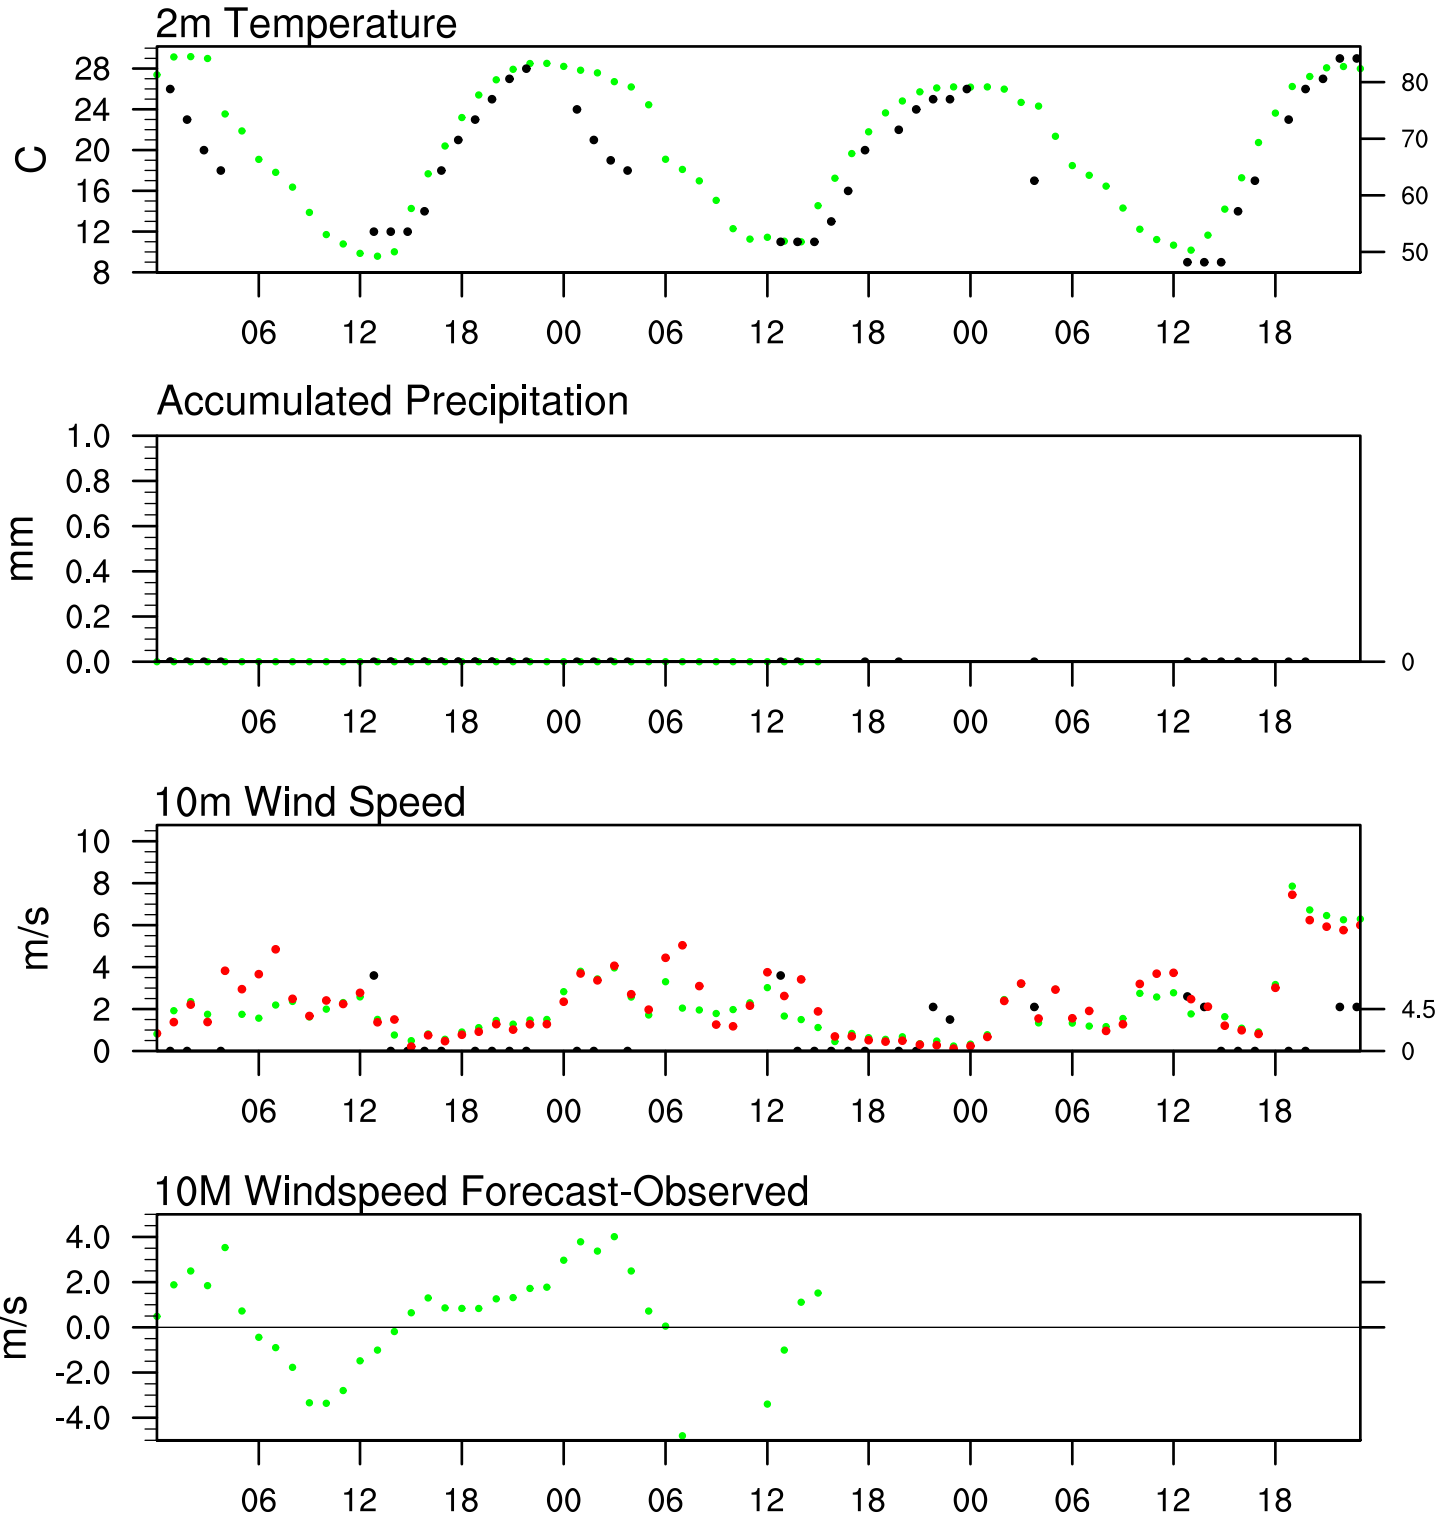 2m Temperature
28
24
20
16
12
8
C
80
70
60
50
06 12 18 00 06 12 18 00 06 12 18
Accumulated Precipitation
1.0
0.8
0.6
0.4
0.2
0.0
mm
0
06 12 18 00 06 12 18 00 06 12 18
10m Wind Speed
10
8
6
4
2
0
m/s
4.5
0
06 12 18 00 06 12 18 00 06 12 18
10M Windspeed Forecast-Observed
4.0
2.0
0.0
-2.0
-4.0
m/s
06 12 18 00 06 12 18 00 06 12 18